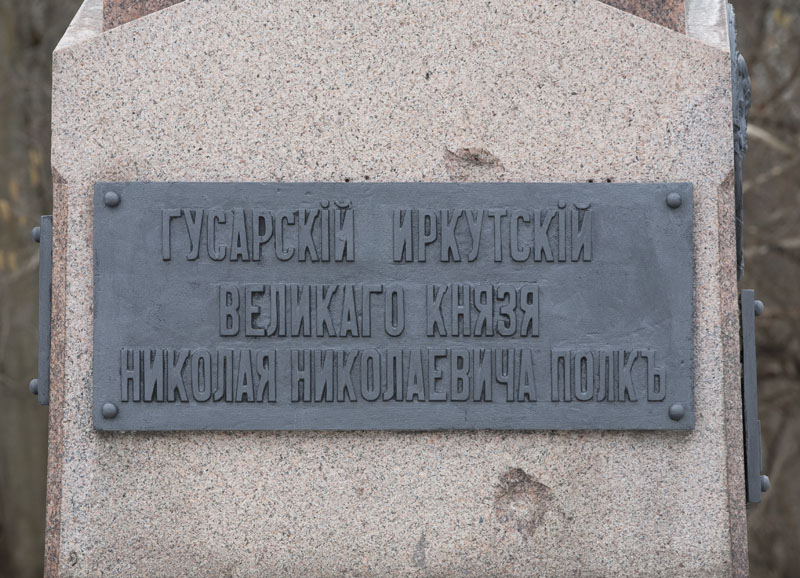 ГУСАРСКІЙ ИРКУТСКІЙ
ВЕЛИКАГО КНЯЗЯ
НИКОЛАЯ НИКОЛАЕВИЧА ПОЛКЪ